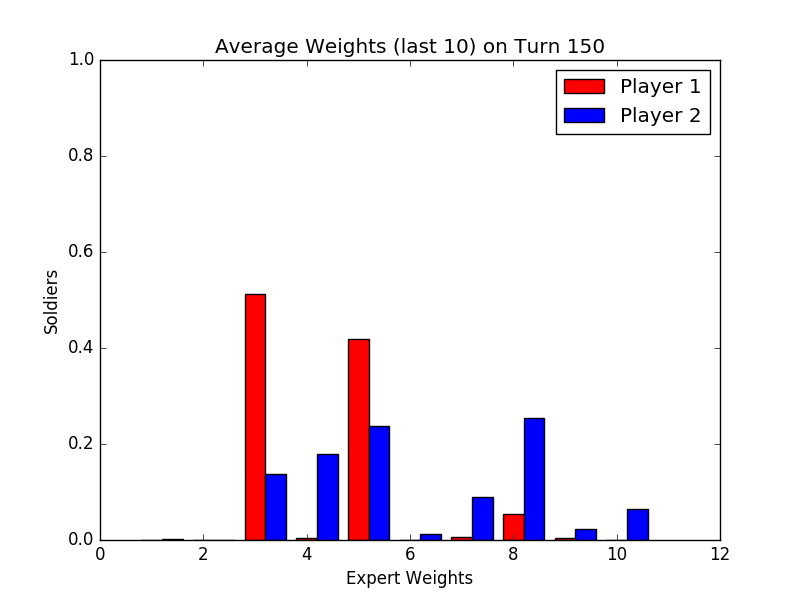 Average Weights (last 10) on Turn 150
Player 1
Player 2
1.0
0.8
0.6
0.4
0.2
0.0
Soldiers
0 2 4 6 8 10 12
Expert Weights